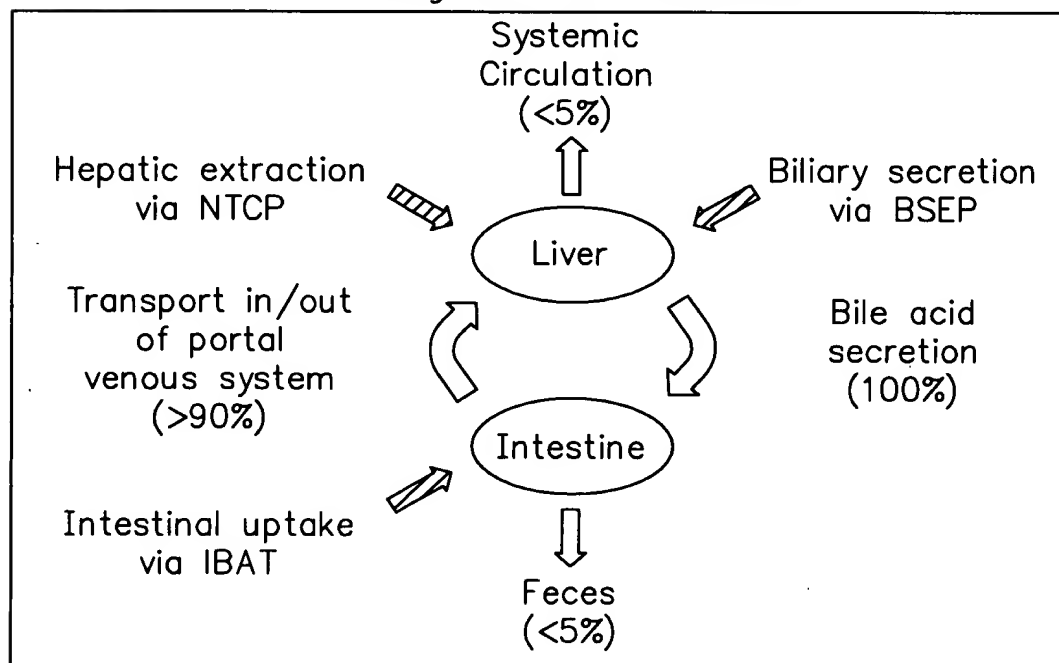 Systemic
Circulation
(<5%)
Hepatic extraction
via NTCP
Biliary secretion
via BSEP
Liver
Transport in/out
of portal
venous system
(>90%)
Bile acid
secretion
(100%)
Intestine
Intestinal uptake
via IBAT
Feces
(<5%)